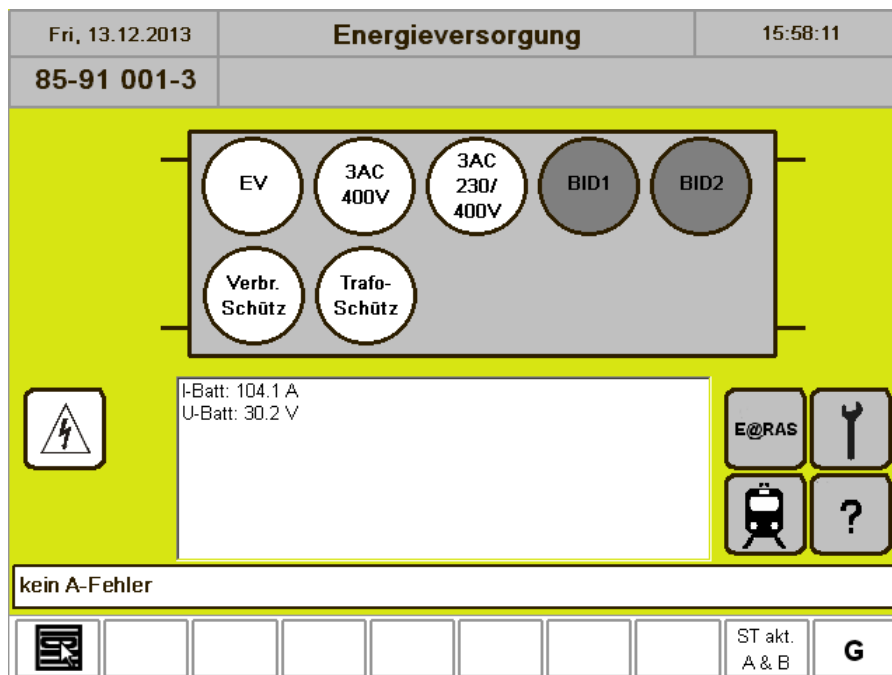 Fri, 13.12.2013
Energieversorgung
15:58:11
85-91 001-3
EV
3AC
400V
3AC
230/
400V
BID1
BID2
Verbr.
Schütz
Trafo-
Schütz
I-Batt: 104.1 A
U-Batt: 30.2 V
E@RAS
?
kein A-Fehler
ST akt.
A & B
G